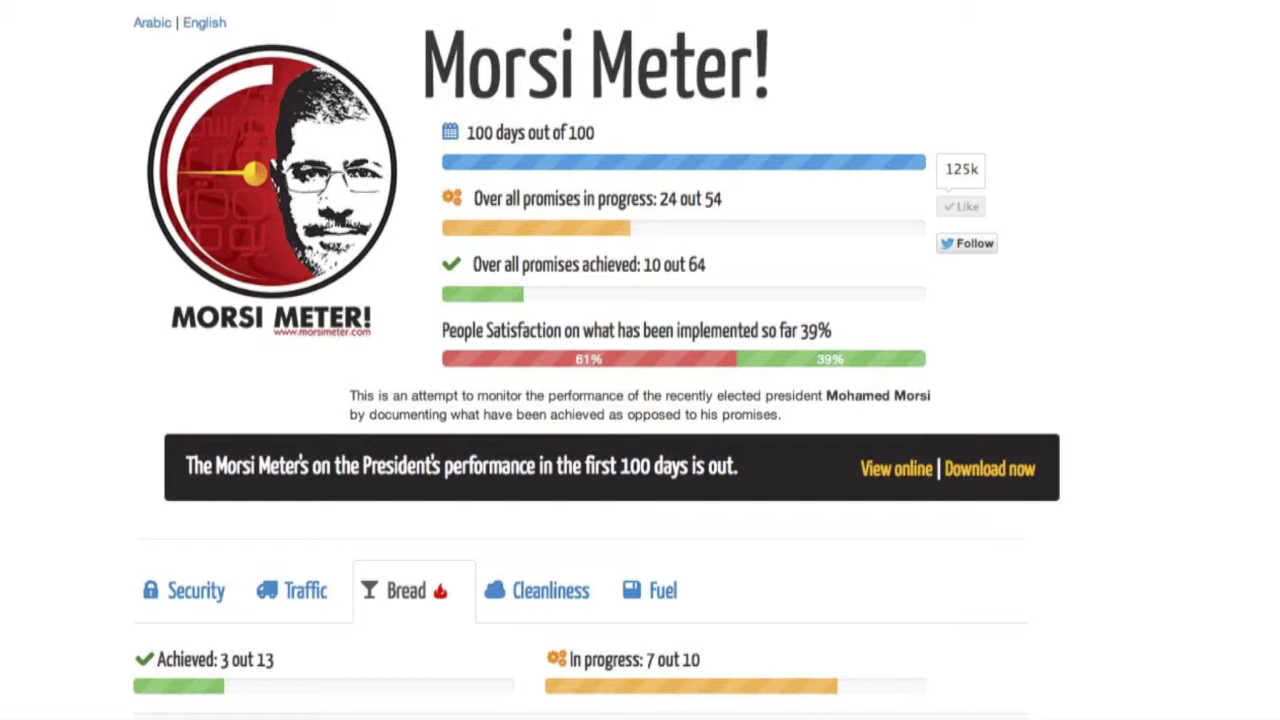 Arabic | English
Morsi Meter!
100 days out of 100
125k
Over all promises in progress: 24 out 54
Like
Follow
Over all promises achieved: 10 out 64
MORSI METER!
www.morsimeter.com
People Satisfaction on what has been implemented so far 39%
61% 39%
This is an attempt to monitor the performance of the recently elected president Mohamed Morsi
by documenting what have been achieved as opposed to his promises.
The Morsi Meter's on the President's performance in the first 100 days is out. View online | Download now
Security Traffic Bread Cleanliness Fuel
Achieved: 3 out 13 In progress: 7 out 10